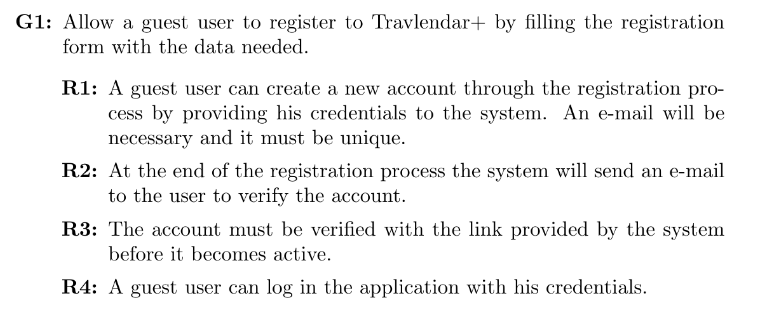 G1: Allow a guest user to register to Travlendar+ by filling the registration
form with the data needed.
R1: A guest user can create a new account through the registration pro-
cess by providing his credentials to the system. An e-mail will be
necessary and it must be unique.
R2: At the end of the registration process the system will send an e-mail
to the user to verify the account.
R3: The account must be verified with the link provided by the system
before it becomes active.
R4: A guest user can log in the application with his credentials.